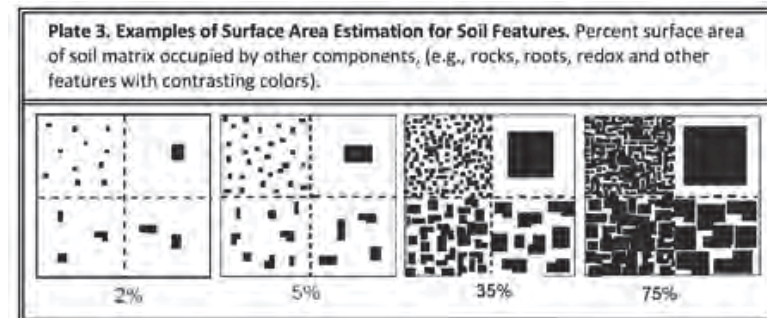 Plate 3. Examples of Surface Area Estimation for Soil Features. Percent surface area
of soil matrix occupied by other components, (e.g., rocks, roots, redox and other
features with contrasting colors).
2% 5% 35% 75%